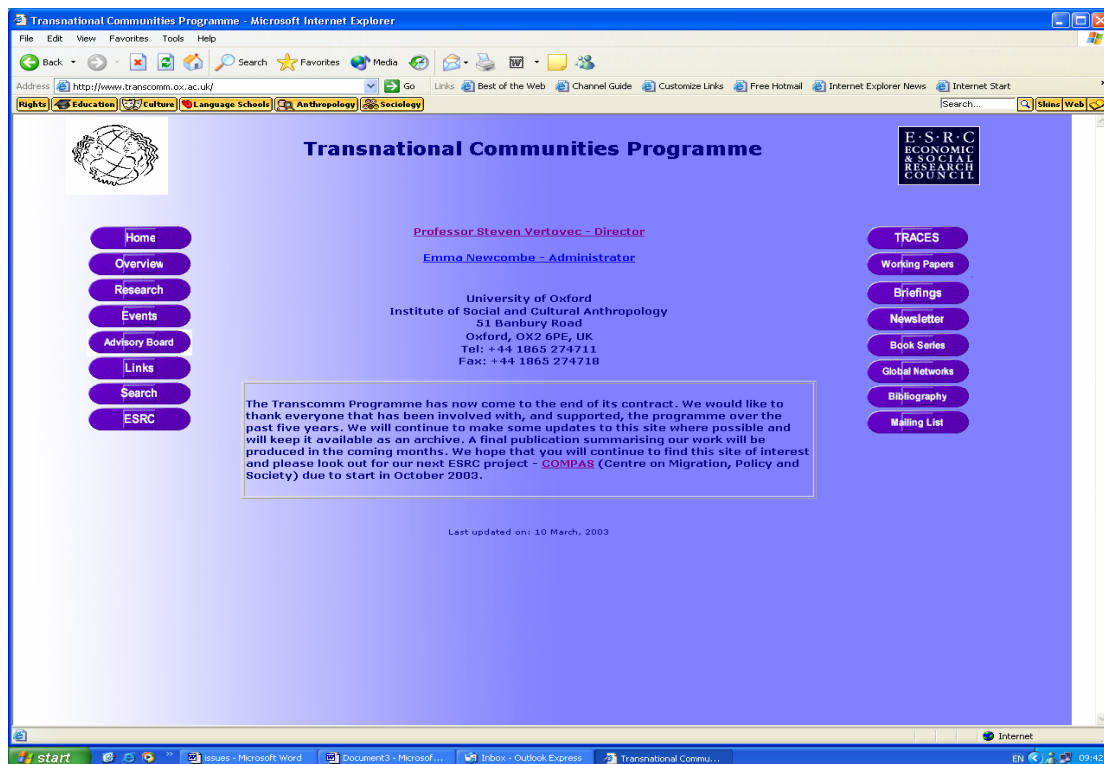 Transnational Communities Programme - Microsoft Internet Explorer
File Edit View Favorites Tools Help
Back Search Favorites Media
Address http://www.transcomm.ox.ac.uk/ Go Links Best of the Web Channel Guide Customize Links Free Hotmail Internet Explorer News Internet Start
Rights Education Culture Language Schools Anthropology Sociology Search... Skins Web
Transnational Communities Programme
E·S·R·C
ECONOMIC
& SOCIAL
RESEARCH
COUNCIL
Home
Overview
Research
Events
Advisory Board
Links
Search
ESRC
Professor Steven Vertovec - Director
Emma Newcombe - Administrator
University of Oxford
Institute of Social and Cultural Anthropology
51 Banbury Road
Oxford, OX2 6PE, UK
Tel: +44 1865 274711
Fax: +44 1865 274718
The Transcomm Programme has now come to the end of its contract. We would like to
thank everyone that has been involved with, and supported, the programme over the
past five years. We will continue to make some updates to this site where possible and
will keep it available as an archive. A final publication summarising our work will be
produced in the coming months. We hope that you will continue to find this site of interest
and please look out for our next ESRC project - COMPAS (Centre on Migration, Policy and
Society) due to start in October 2003.
Last updated on: 10 March, 2003
TRACES
Working Papers
Briefings
Newsletter
Book Series
Global Networks
Bibliography
Mailing List
Internet
start Issues - Microsoft Word Document3 - Microsof... Inbox - Outlook Express Transnational Commu... EN 09:42